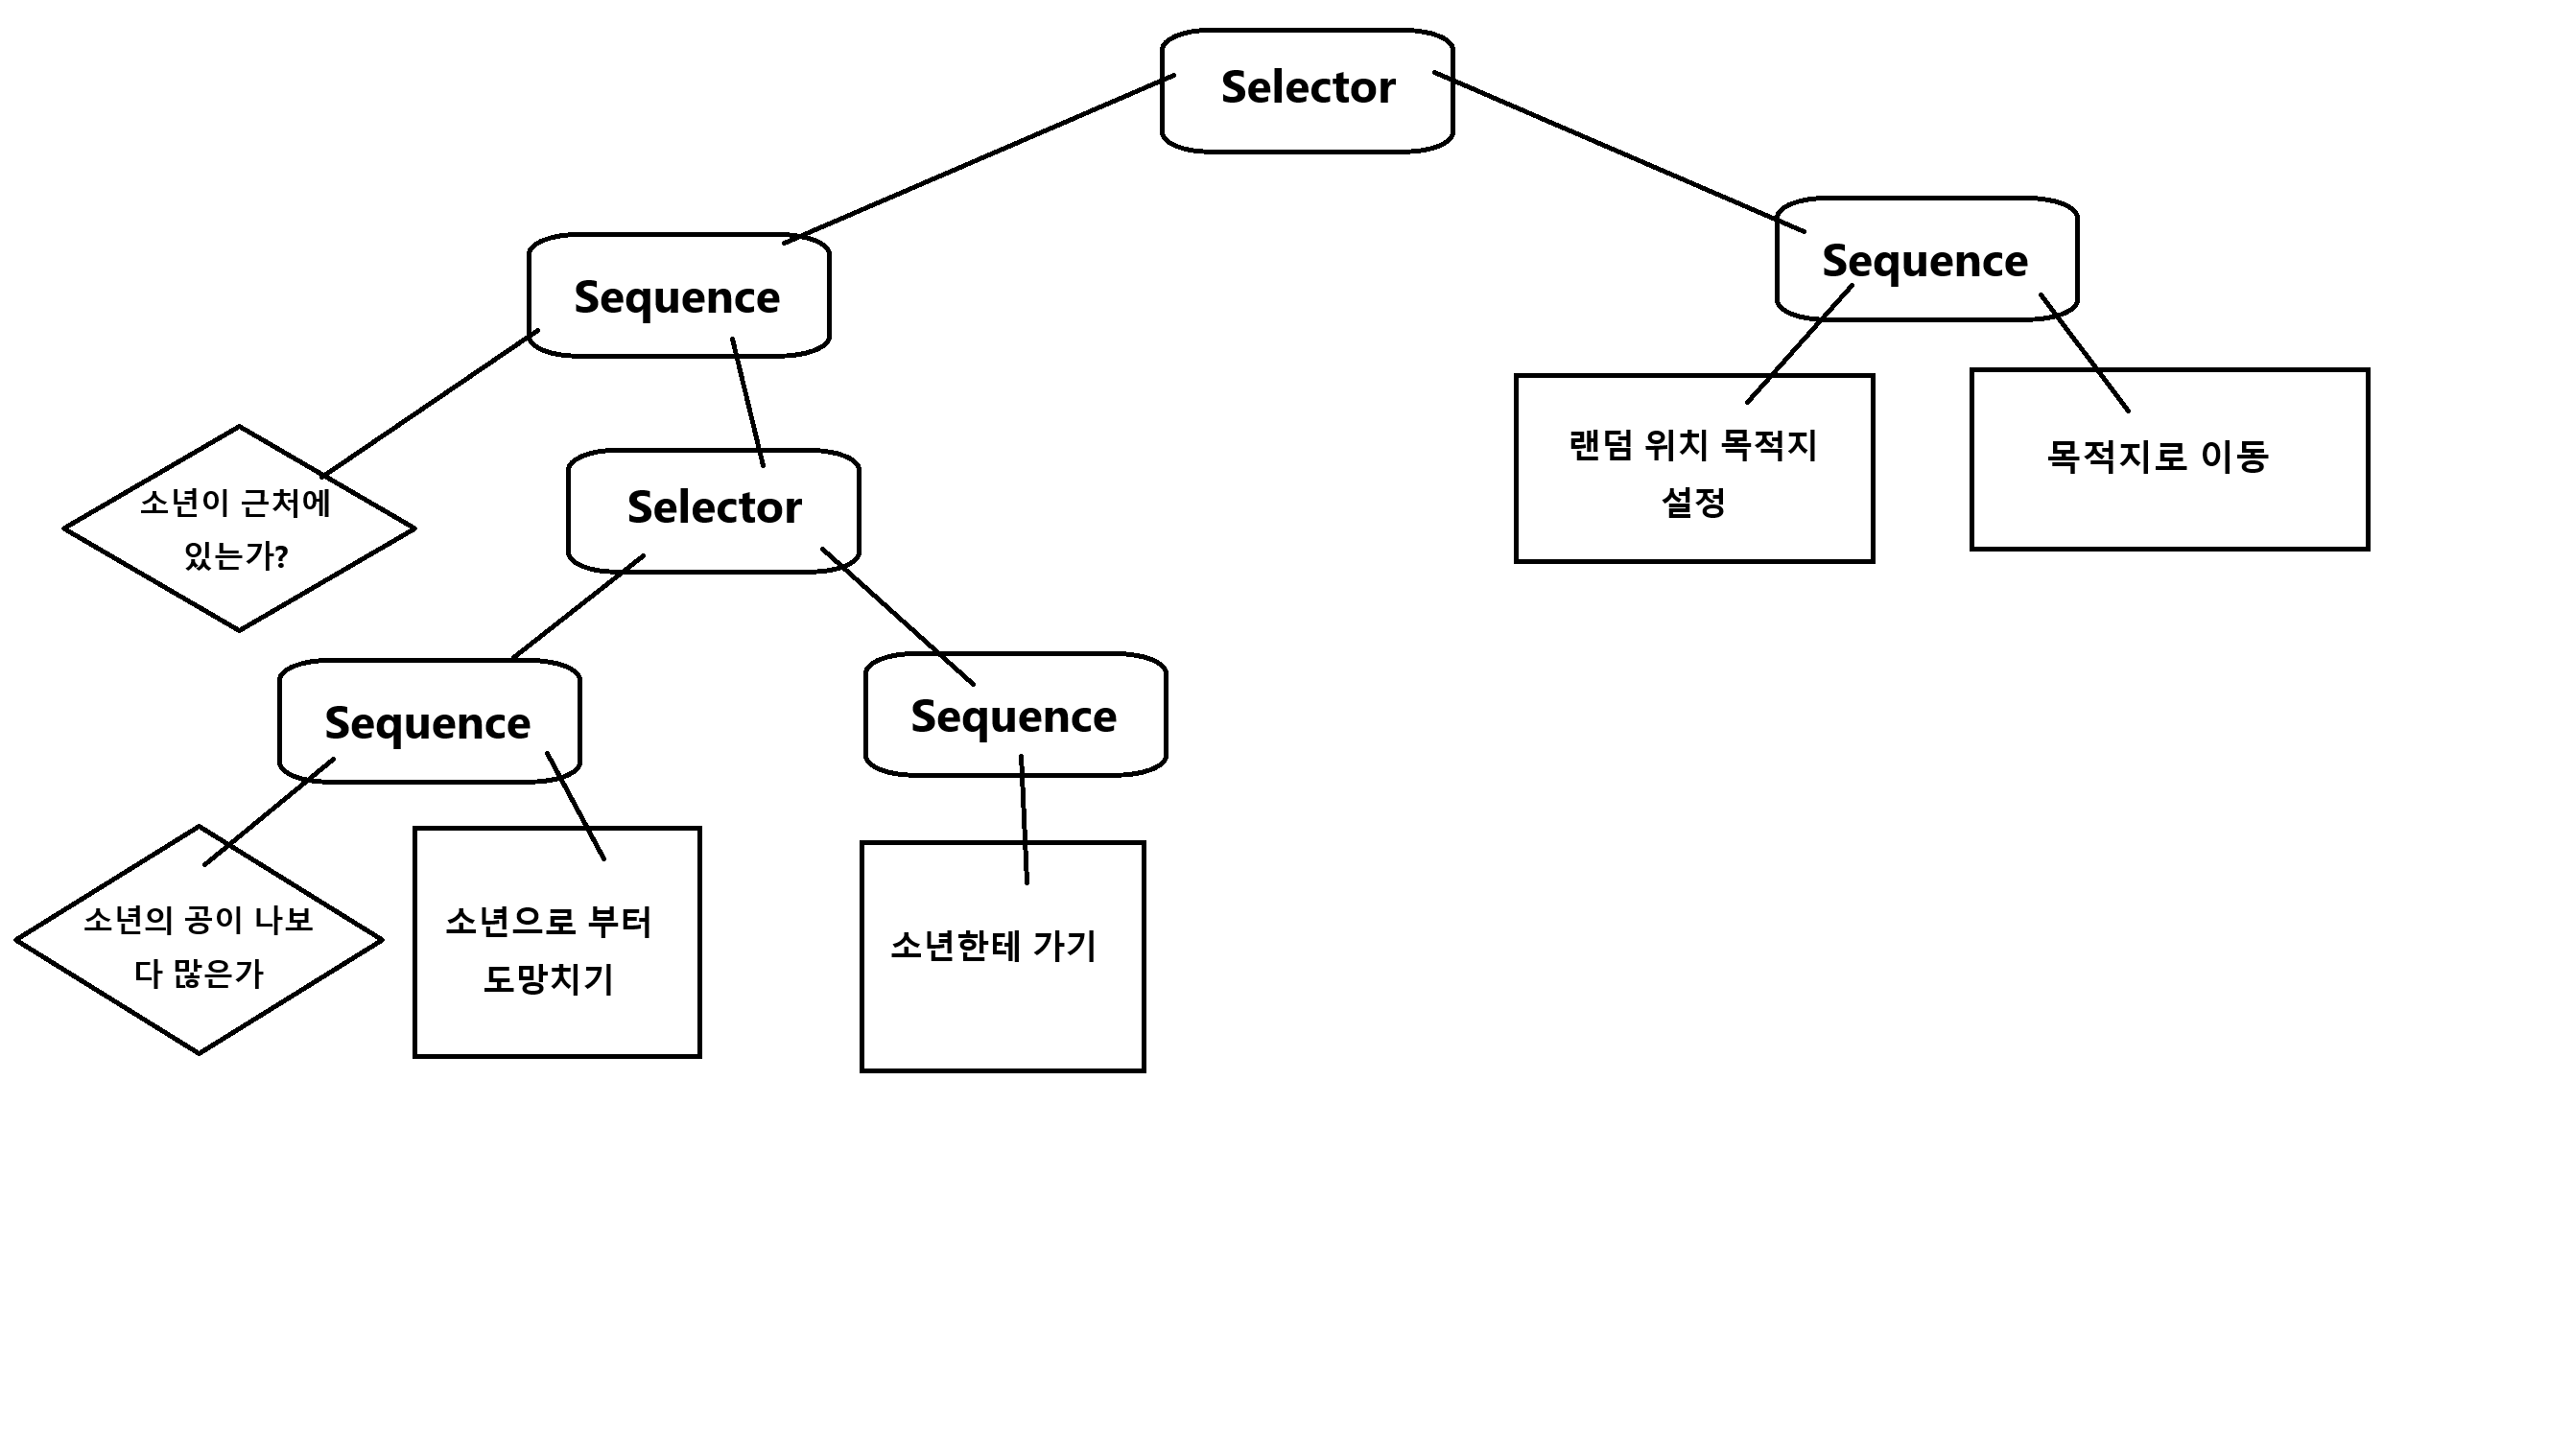 Selector
Sequence
Sequence
소년이 근처에
있는가?
Selector
랜덤 위치 목적지
설정
목적지로 이동
Sequence
Sequence
소년의 공이 나보
다 많은가
소년으로 부터
도망치기
소년한테 가기